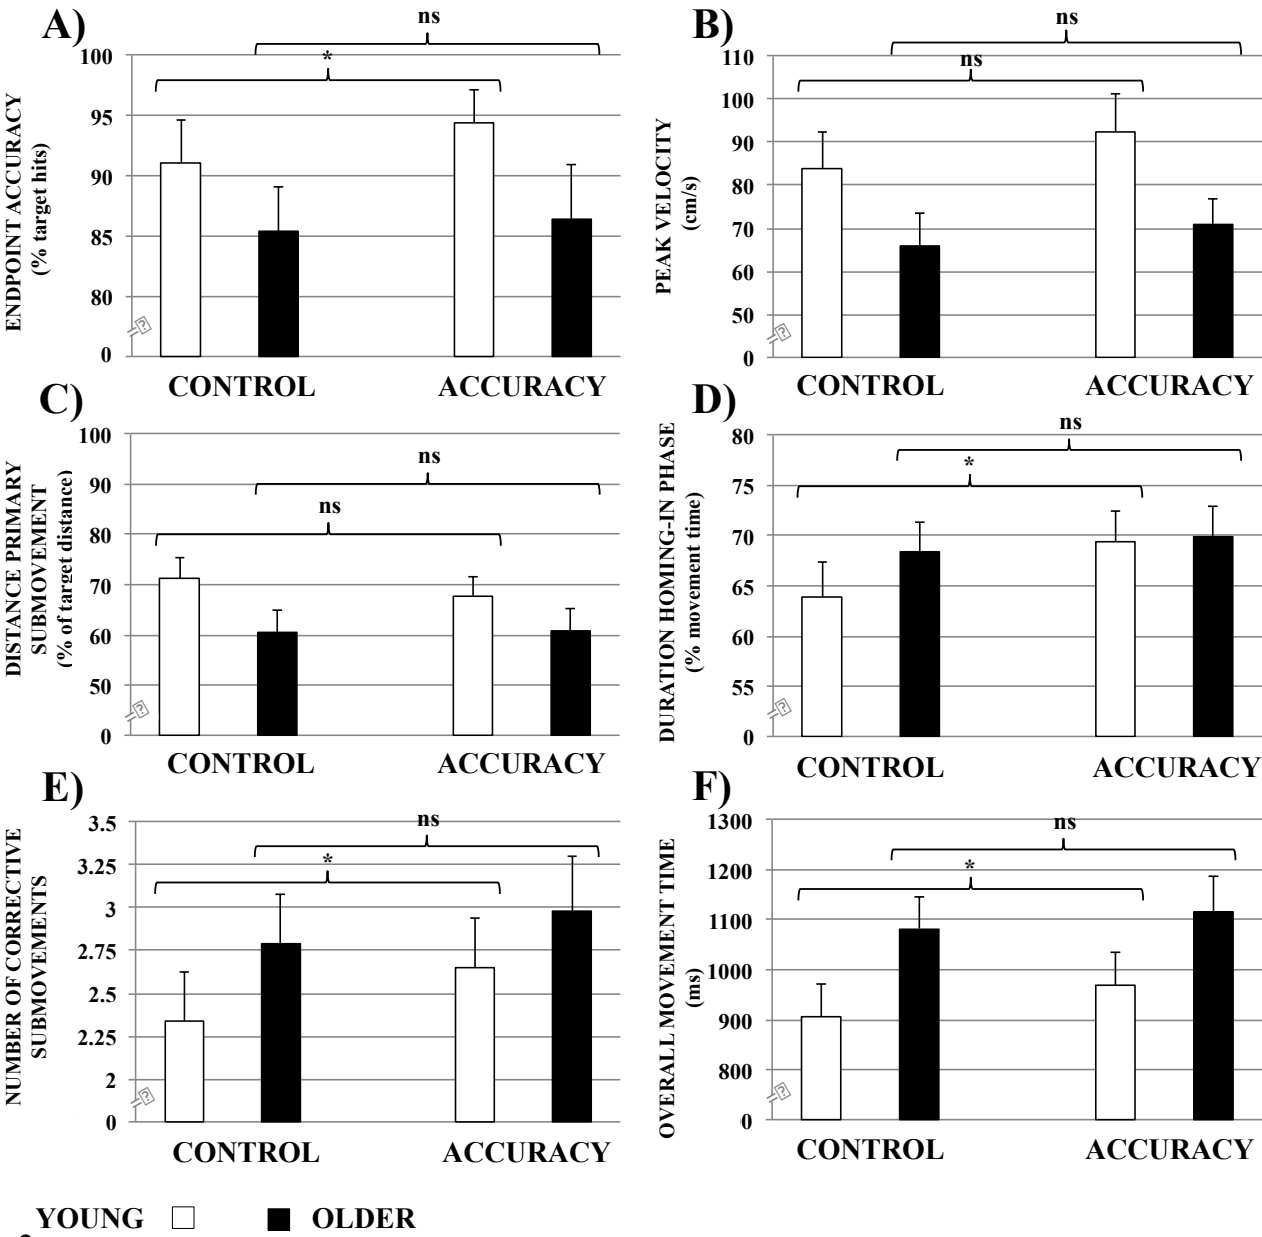 A)
ns
*
ENDPOINT ACCURACY
(% target hits)
100
95
90
85
80
0
CONTROL
ACCURACY
B)
ns
ns
PEAK VELOCITY
(cm/s)
110
100
90
80
70
60
50
0
CONTROL
ACCURACY
C)
ns
ns
DISTANCE PRIMARY
SUBMOVEMENT
(% of target distance)
100
90
80
70
60
50
0
CONTROL
ACCURACY
D)
ns
*
DURATION HOMING-IN PHASE
(% movement time)
80
75
70
65
60
55
0
CONTROL
ACCURACY
E)
ns
*
NUMBER OF CORRECTIVE
SUBMOVEMENTS
3.5
3.25
3
2.75
2.5
2.25
2
0
CONTROL
ACCURACY
F)
ns
*
OVERALL MOVEMENT TIME
(ms)
1300
1200
1100
1000
900
800
0
CONTROL
ACCURACY
YOUNG
OLDER